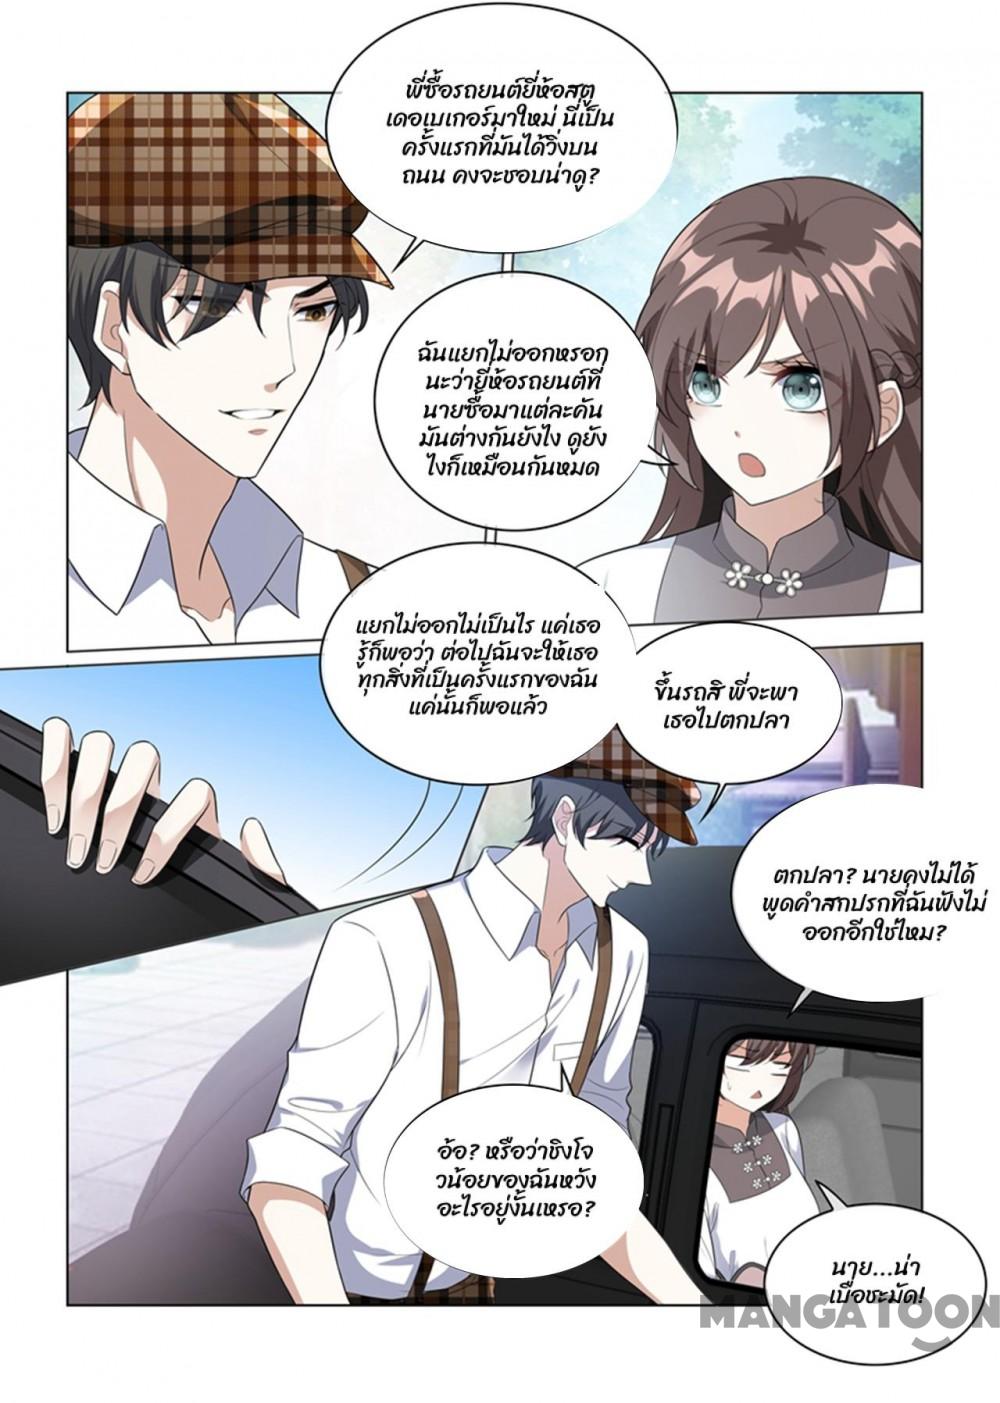 พี่ซื้อรถยนต์ยี่ห้อสตู
เดอเบเกอร์มาใหม่ นี่เป็น
ครั้งแรกที่มันได้วิ่งบน
ถนน คงจะชอบน่าดู?
ฉันแยกไม่ออกหรอก
นะว่ายี่ห้อรถยนต์ที่
นายซื้อมาแต่ละคัน
มันต่างกันยังไง ดูยัง
ไงก็เหมือนกันหมด
แยกไม่ออกไม่เป็นไร แค่เธอ
รู้ก็พอว่า ต่อไปฉันจะให้เธอ
ทุกสิ่งที่เป็นครั้งแรกของฉัน
แค่นั้นก็พอแล้ว
ขึ้นรถสิ พี่จะพา
เธอไปตกปลา
ตกปลา? นายคงไม่ได้
พูดคำสกปรกที่ฉันฟังไม่
ออกอีกใช่ไหม?
อ้อ? หรือว่าชิงโจ
วน้อยของฉันหวัง
อะไรอยู่งั้นเหรอ?
นาย...น่า
เบื่อชะมัด!
MANGATOON